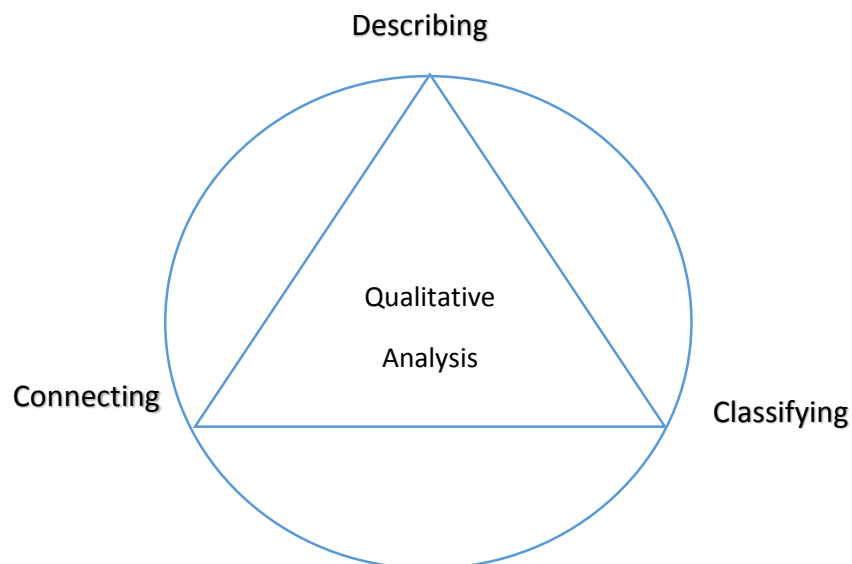 Describing
Qualitative
Analysis
Connecting
Classifying